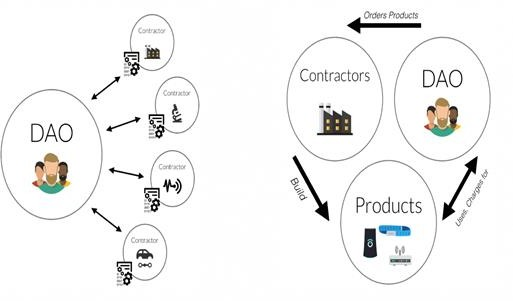 Contractor
Contractor
DAO
Contractor
Contractor
Orders Products
Contractors
DAO
Build
Uses, Charges for
Products